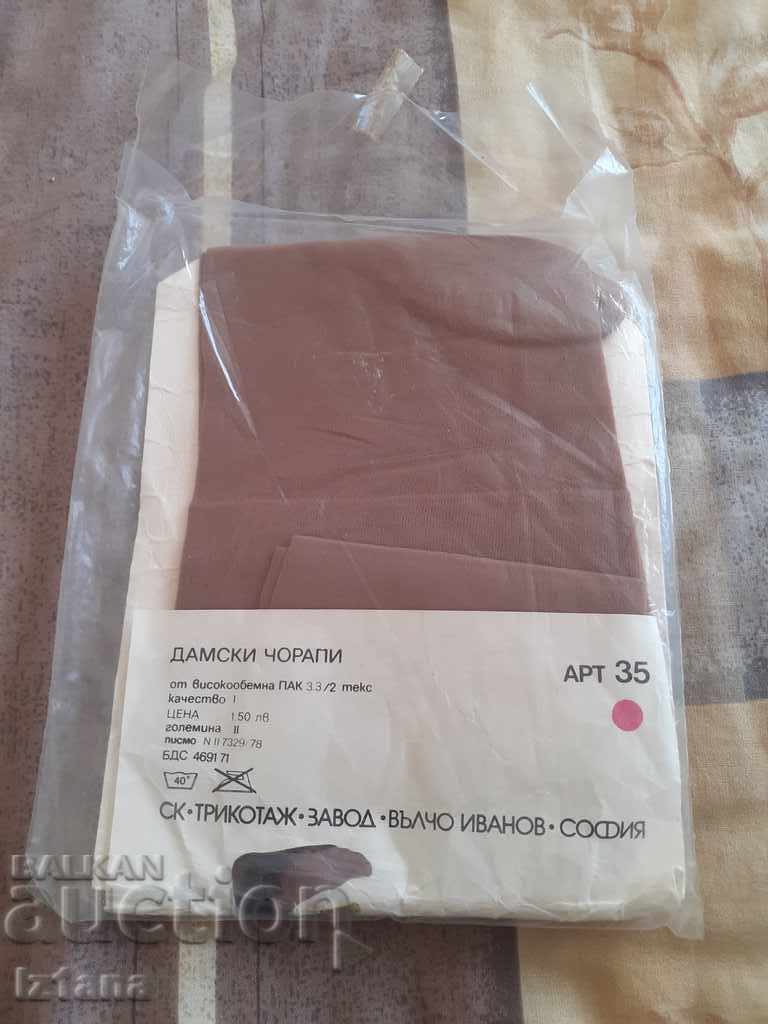 ДАМСКИ ЧОРАПИ
АРТ 35
от високообемна ПАК 3.3/2 текс
качество I
ЦЕНА 1.50 лв
големина II
писмо N II 7329/78
БДС 4691 71
40°
СК•ТРИКОТАЖ•ЗАВОД•ВЪЛЧО ИВАНОВ•СОФИЯ
BALKAN
auction
Iztana